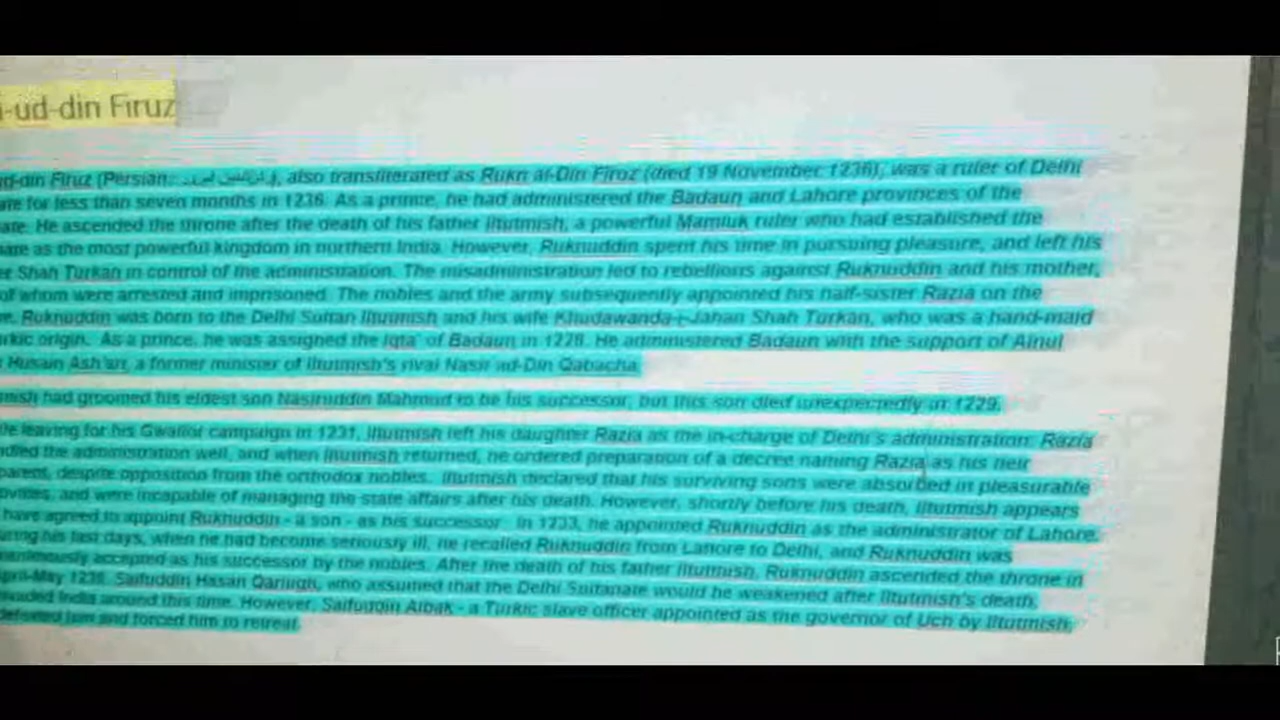 -ud-din Firuz
ud-din Firuz (Persian: ), also transliterated as Rukn al-Din Firoz (died 19 November 1236), was a ruler of Delhi
ate for less than seven months in 1236. As a prince, he had administered the Badaun and Lahore provinces of the
ate. He ascended the throne after the death of his father Iltutmish, a powerful Mamluk ruler who had established the
nate as the most powerful kingdom in northern India. However, Ruknuddin spent his time in pursuing pleasure, and left his
er Shah Turkan in control of the administration. The misadministration led to rebellions against Ruknuddin and his mother,
of whom were arrested and imprisoned. The nobles and the army subsequently appointed his half-sister Razia on the
e. Ruknuddin was born to the Delhi Sultan Iltutmish and his wife Khudawanda-i-Jahan Shah Turkan, who was a hand-maid
rkic origin. As a prince, he was assigned the Iqta' of Badaun in 1228. He administered Badaun with the support of Ainul
Husain Ash'ari, a former minister of Iltutmish's rival Nasir ad-Din Qabacha.
mish had groomed his eldest son Nasiruddin Mahmud to be his successor, but this son died unexpectedly in 1229.
le leaving for his Gwalior campaign in 1231, Iltutmish left his daughter Razia as the in-charge of Delhi's administration. Razia
ndled the administration well, and when Iltutmish returned, he ordered preparation of a decree naming Razia as his heir
parent, despite opposition from the orthodox nobles. Iltutmish declared that his surviving sons were absorbed in pleasurable
ovities, and were incapable of managing the state affairs after his death. However, shortly before his death, Iltutmish appears
have agreed to appoint Ruknuddin - a son - as his successor. In 1233, he appointed Ruknuddin as the administrator of Lahore.
uring his last days, when he had become seriously ill, he recalled Ruknuddin from Lahore to Delhi, and Ruknuddin was
nanimously accepted as his successor by the nobles. After the death of his father Iltutmish, Ruknuddin ascended the throne in
April-May 1236. Saifuddin Hasan Qarlugh, who assumed that the Delhi Sultanate would be weakened after Iltutmish's death,
vaded India around this time. However, Saifuddin Aibak - a Turkic slave officer appointed as the governor of Uch by Iltutmish,
defeated him and forced him to retreat.